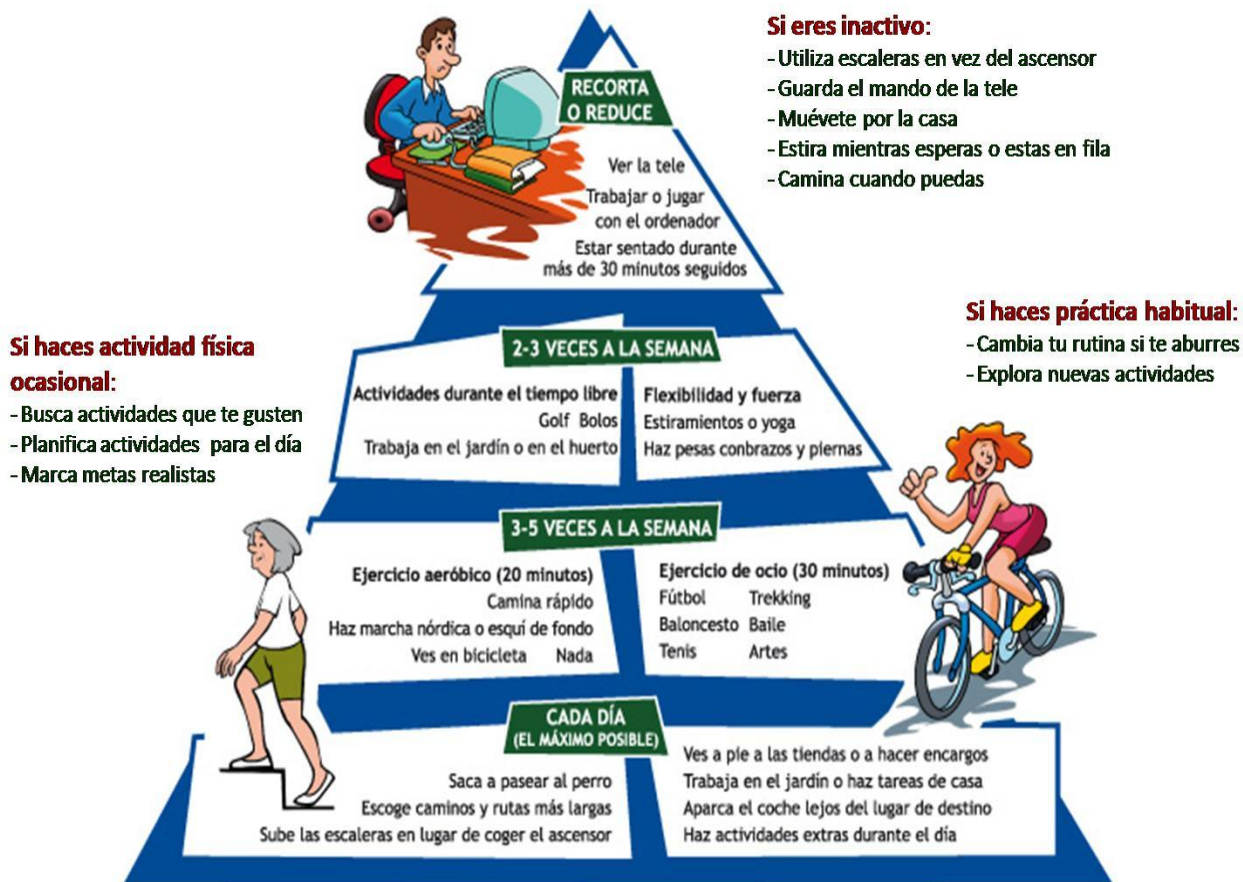 Si eres inactivo:
- Utiliza escaleras en vez del ascensor
- Guarda el mando de la tele
- Muévete por la casa
- Estira mientras esperas o estas en fila
- Camina cuando puedas
RECORTA
O REDUCE
Ver la tele
Trabajar o jugar
con el ordenador
Estar sentado durante
más de 30 minutos seguidos
Si haces actividad física
ocasional:
- Busca actividades que te gusten
- Planifica actividades para el día
- Marca metas realistas
Si haces práctica habitual:
- Cambia tu rutina si te aburres
- Explora nuevas actividades
2-3 VECES A LA SEMANA
Actividades durante el tiempo libre
Golf Bolos
Trabaja en el jardín o en el huerto
Flexibilidad y fuerza
Estiramientos o yoga
Haz pesas conbrazos y piernas
3-5 VECES A LA SEMANA
Ejercicio aeróbico (20 minutos)
Camina rápido
Haz marcha nórdica o esquí de fondo
Ves en bicicleta Nada
Ejercicio de ocio (30 minutos)
Fútbol Trekking
Baloncesto Baile
Tenis Artes
CADA DÍA
(EL MÁXIMO POSIBLE)
Saca a pasear al perro
Escoge caminos y rutas más largas
Sube las escaleras en lugar de coger el ascensor
Ves a pie a las tiendas o a hacer encargos
Trabaja en el jardín o haz tareas de casa
Aparca el coche lejos del lugar de destino
Haz actividades extras durante el día